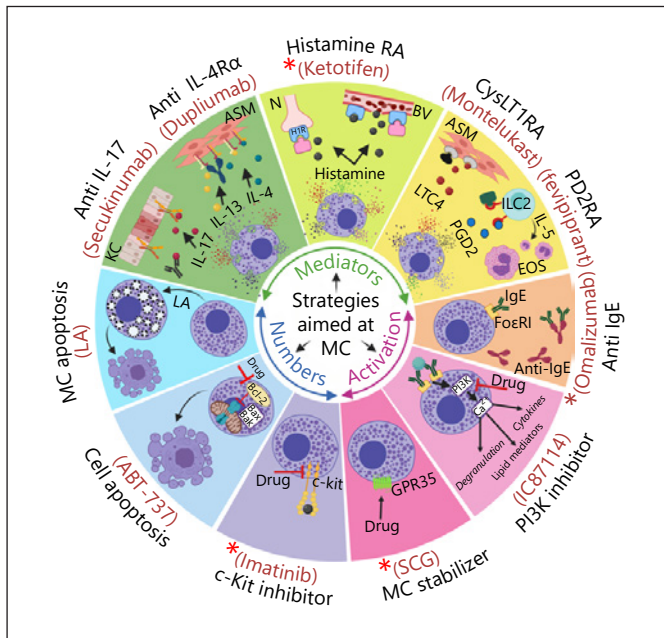 Histamine RA
*(Ketotifen)
Anti IL-4Rα
(Dupliumab)
Anti IL-17
(Secukinumab)
CysLT1RA
(Montelukast)
PD2RA
(fevipiprant)
Anti IgE
*(Omalizumab)
PI3K inhibitor
(IC87114)
MC stabilizer
*(SCG)
c-Kit inhibitor
*(Imatinib)
Cell apoptosis
(ABT-737)
MC apoptosis
(LA)
N
H1R
BV
Histamine
ASM
LTC4
PGD2
ILC2
IL-5
EOS
IgE
FoεRI
Anti-IgE
PI3K
Drug
Ca2+
Cytokines
Lipid mediators
Degranulation
GPR35
Drug
Drug
c-kit
Drug
Bcl-2
Bax
Bak
LA
KC
IL-17
IL-13
IL-4
ASM
Mediators
Strategies
aimed at
MC
Numbers
Activation